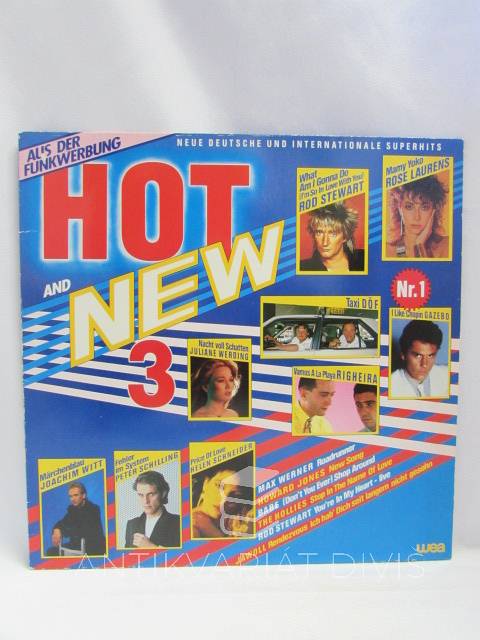 AUS DER
FUNKWERBUNG
NEUE DEUTSCHE UND INTERNATIONALE SUPERHITS
HOT
AND
NEW
3
What
Am I Gonna Do
(I'm So In Love With You)
ROD STEWART
Mamy Yoko
ROSE LAURENS
Nr.1
Taxi DÖF
I Like Chopin GAZEBO
Nacht voll Schatten
JULIANE WERDING
Vamos A La Playa RIGHEIRA
Märchenblau
JOACHIM WITT
Fehler
im System
PETER SCHILLING
Price Of Love
HELEN SCHNEIDER
MAX WERNER Roadrunner
HOWARD JONES New Song
BABE (Don't You Ever) Shop Around
THE HOLLIES Stop In The Name Of Love
ROD STEWART You're In My Heart - live
JAWOLL Rendezvous Ich hab' Dich seit langem nicht gesehn
wea
ANTIKVARIÁT DIVIŠ